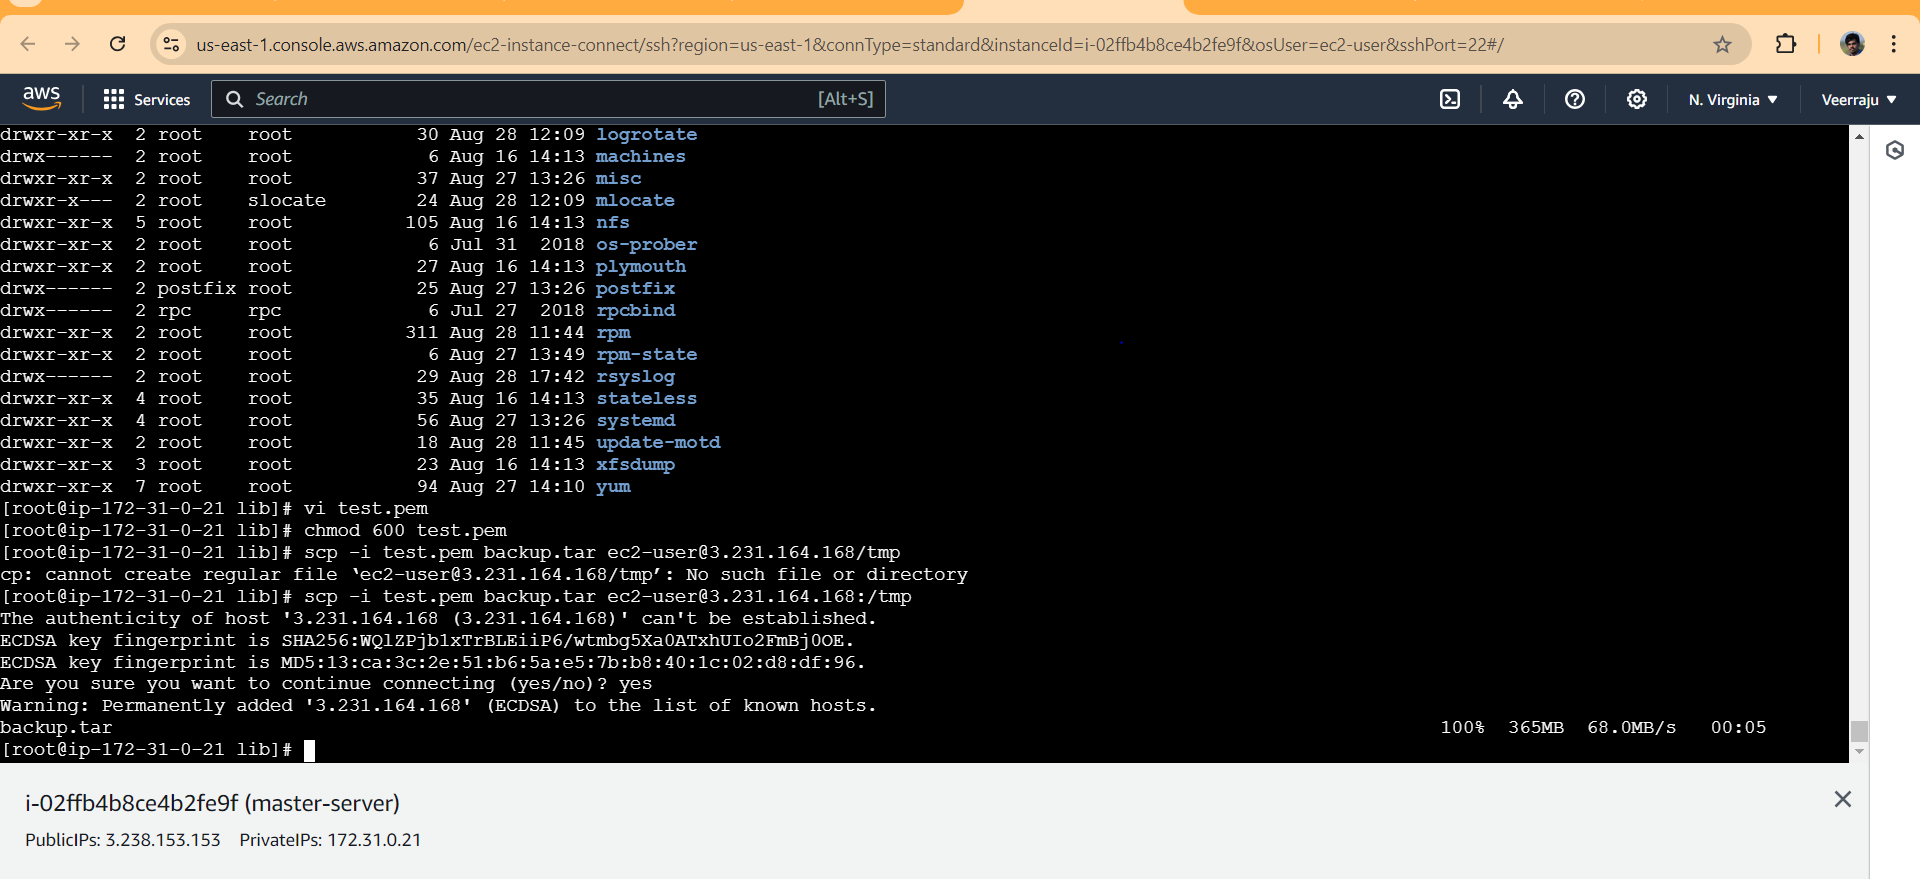 us-east-1.console.aws.amazon.com/ec2-instance-connect/ssh?region=us-east-1&connType=standard&instanceId=i-02ffb4b8ce4b2fe9f&osUser=ec2-user&sshPort=22#/
aws Services Search [Alt+S] N. Virginia ▼ Veerraju ▼
drwxr-xr-x 2 root root 30 Aug 28 12:09 logrotate
drwx------ 2 root root 6 Aug 16 14:13 machines
drwxr-xr-x 2 root root 37 Aug 27 13:26 misc
drwxr-x--- 2 root slocate 24 Aug 28 12:09 mlocate
drwxr-xr-x 5 root root 105 Aug 16 14:13 nfs
drwxr-xr-x 2 root root 6 Jul 31 2018 os-prober
drwxr-xr-x 2 root root 27 Aug 16 14:13 plymouth
drwx------ 2 postfix root 25 Aug 27 13:26 postfix
drwx------ 2 rpc rpc 6 Jul 27 2018 rpcbind
drwxr-xr-x 2 root root 311 Aug 28 11:44 rpm
drwxr-xr-x 2 root root 6 Aug 27 13:49 rpm-state
drwx------ 2 root root 29 Aug 28 17:42 rsyslog
drwxr-xr-x 4 root root 35 Aug 16 14:13 stateless
drwxr-xr-x 4 root root 56 Aug 27 13:26 systemd
drwxr-xr-x 2 root root 18 Aug 28 11:45 update-motd
drwxr-xr-x 3 root root 23 Aug 16 14:13 xfsdump
drwxr-xr-x 7 root root 94 Aug 27 14:10 yum
[root@ip-172-31-0-21 lib]# vi test.pem
[root@ip-172-31-0-21 lib]# chmod 600 test.pem
[root@ip-172-31-0-21 lib]# scp -i test.pem backup.tar ec2-user@3.231.164.168/tmp
cp: cannot create regular file ‘ec2-user@3.231.164.168/tmp’: No such file or directory
[root@ip-172-31-0-21 lib]# scp -i test.pem backup.tar ec2-user@3.231.164.168:/tmp
The authenticity of host '3.231.164.168 (3.231.164.168)' can't be established.
ECDSA key fingerprint is SHA256:WQlZPjb1xTrBLEiiP6/wtmbg5Xa0ATxhUIo2FmBj0OE.
ECDSA key fingerprint is MD5:13:ca:3c:2e:51:b6:5a:e5:7b:b8:40:1c:02:d8:df:96.
Are you sure you want to continue connecting (yes/no)? yes
Warning: Permanently added '3.231.164.168' (ECDSA) to the list of known hosts.
backup.tar 100% 365MB 68.0MB/s 00:05
[root@ip-172-31-0-21 lib]#
i-02ffb4b8ce4b2fe9f (master-server)
PublicIPs: 3.238.153.153 PrivateIPs: 172.31.0.21